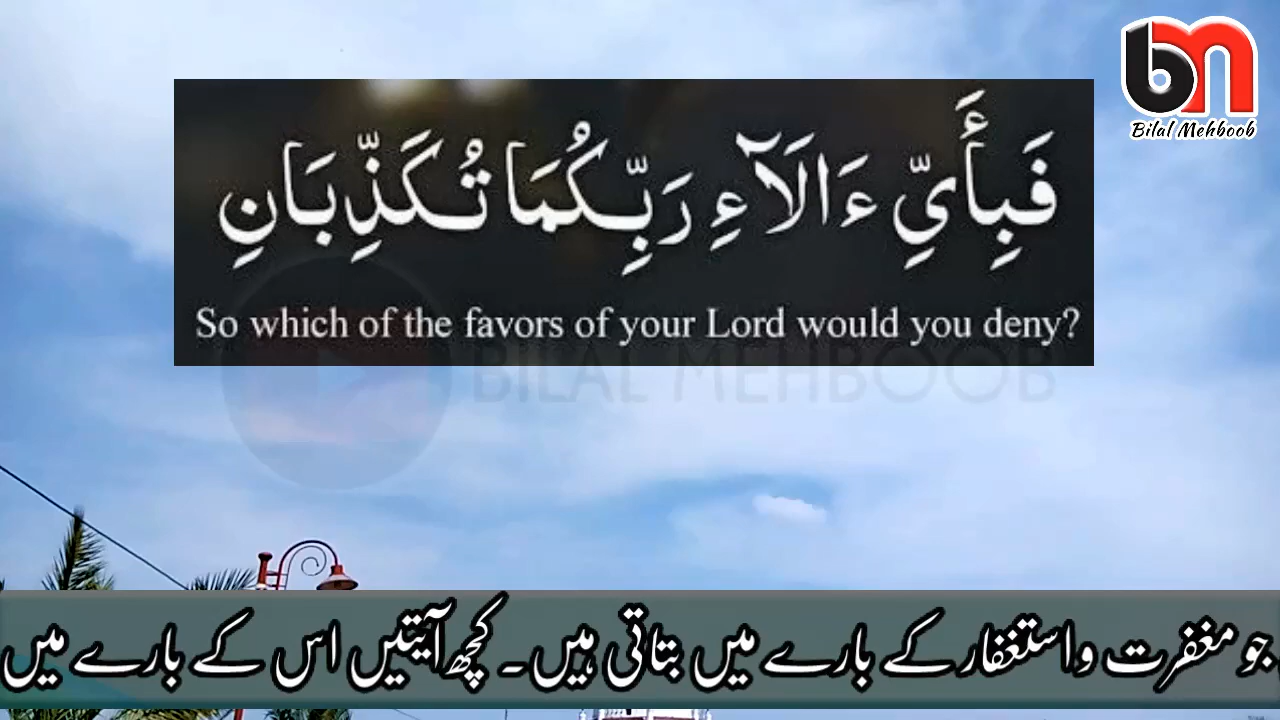 bm
Bilal Mehboob
فَبِأَيِّ ءَالَآءِ رَبِّكُمَا تُكَذِّبَانِ
So which of the favors of your Lord would you deny?
BILAL MEHBOOB
جو مغفرت و استغفار کے بارے میں بتاتی ہیں۔ کچھ آیتیں اس کے بارے میں